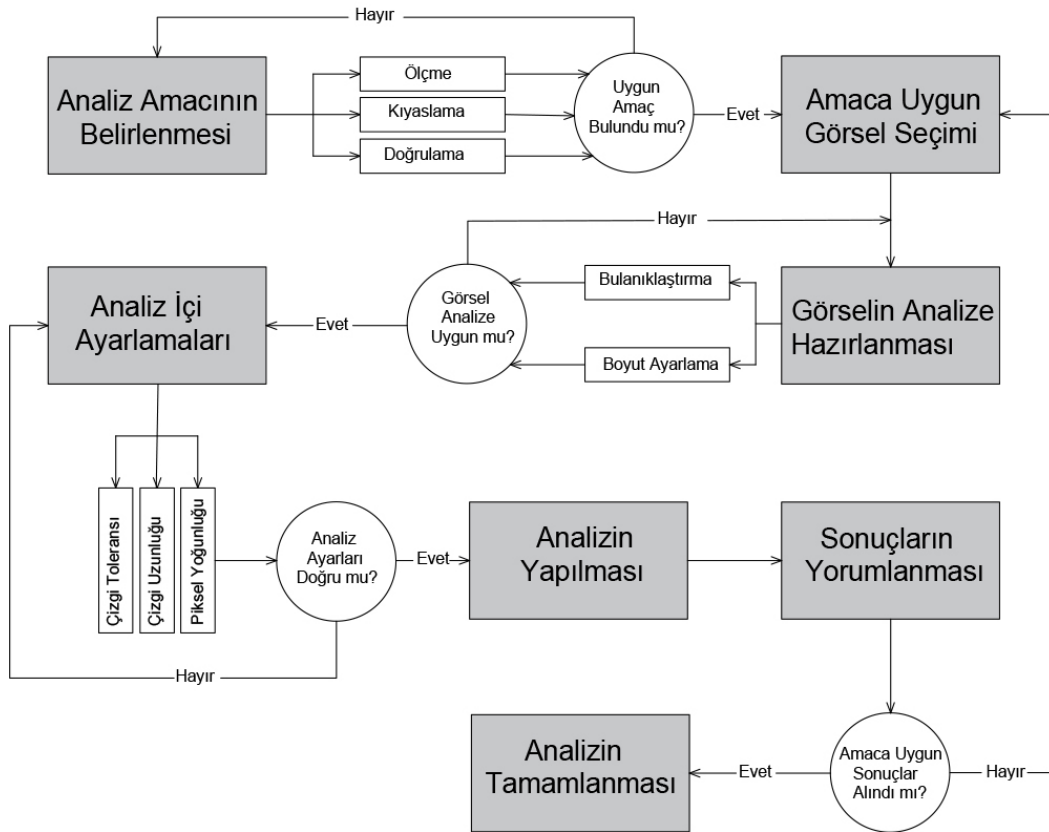 Hayır
Analiz Amacının
Belirlenmesi
Ölçme
Kıyaslama
Doğrulama
Uygun
Amaç
Bulundu mu?
Evet
Amaca Uygun
Görsel Seçimi
Hayır
Analiz İçi
Ayarlamaları
Evet
Görsel
Analize
Uygun mu?
Bulanıklaştırma
Boyut Ayarlama
Görselin Analize
Hazırlanması
Çizgi Toleransı
Çizgi Uzunluğu
Piksel Yoğunluğu
Analiz
Ayarları
Doğru mu?
Evet
Analizin
Yapılması
Sonuçların
Yorumlanması
Hayır
Analizin
Tamamlanması
Evet
Amaca Uygun
Sonuçlar
Alındı mı?
Hayır